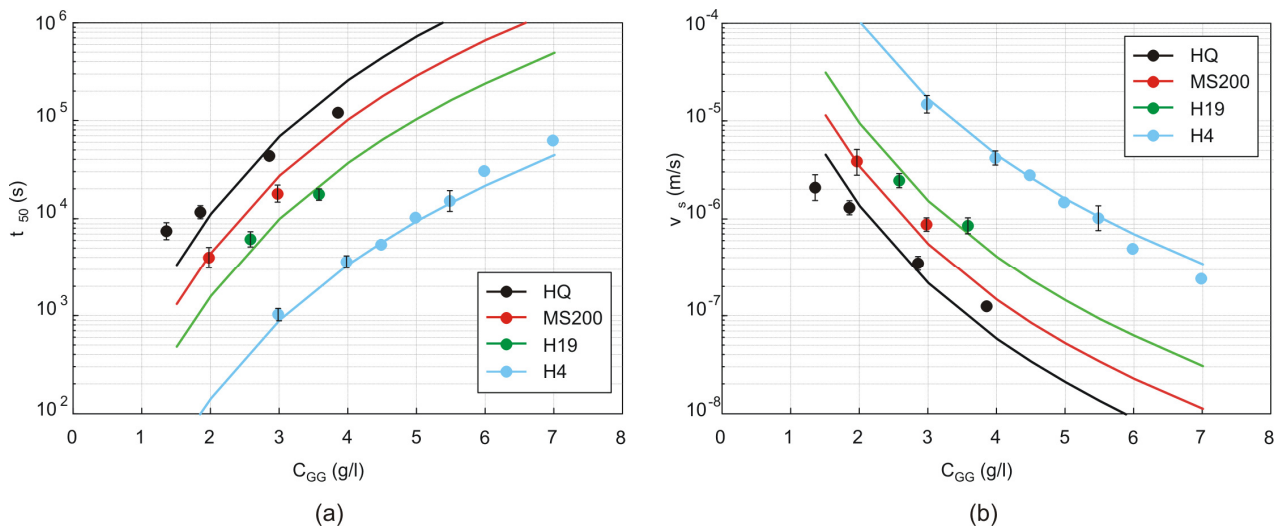 10^6
10^5
10^4
10^3
10^2
t 50 (s)
HQ
MS200
H19
H4
0 1 2 3 4 5 6 7 8
C_GG (g/l)
(a)
10^-4
10^-5
10^-6
10^-7
10^-8
v_s (m/s)
HQ
MS200
H19
H4
0 1 2 3 4 5 6 7 8
C_GG (g/l)
(b)